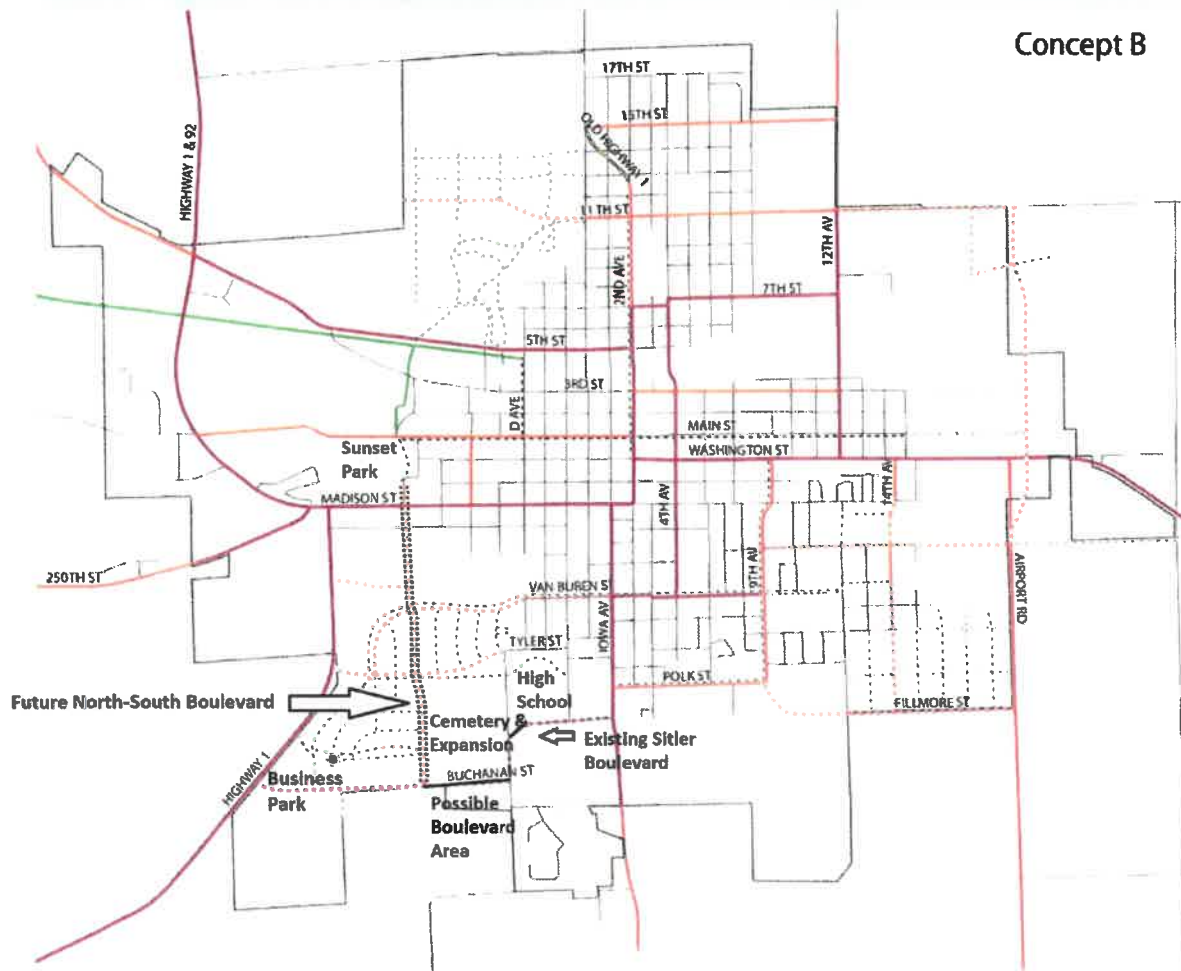 Concept B
17TH ST
15TH ST
OLD HIGHWAY 1
HIGHWAY 1 & 92
11TH ST
12TH AV
2ND AVE
7TH ST
5TH ST
3RD ST
D AVE
MAIN ST
WASHINGTON ST
Sunset
Park
MADISON ST
4TH AV
14TH AV
250TH ST
9TH AV
AIRPORT RD
VAN BUREN ST
IOWA AV
TYLER ST
High
School
POLK ST
FILLMORE ST
Future North-South Boulevard
Cemetery &
Expansion
Existing Sitler
Boulevard
HIGHWAY 1
Business
Park
BUCHANAN ST
Possible
Boulevard
Area